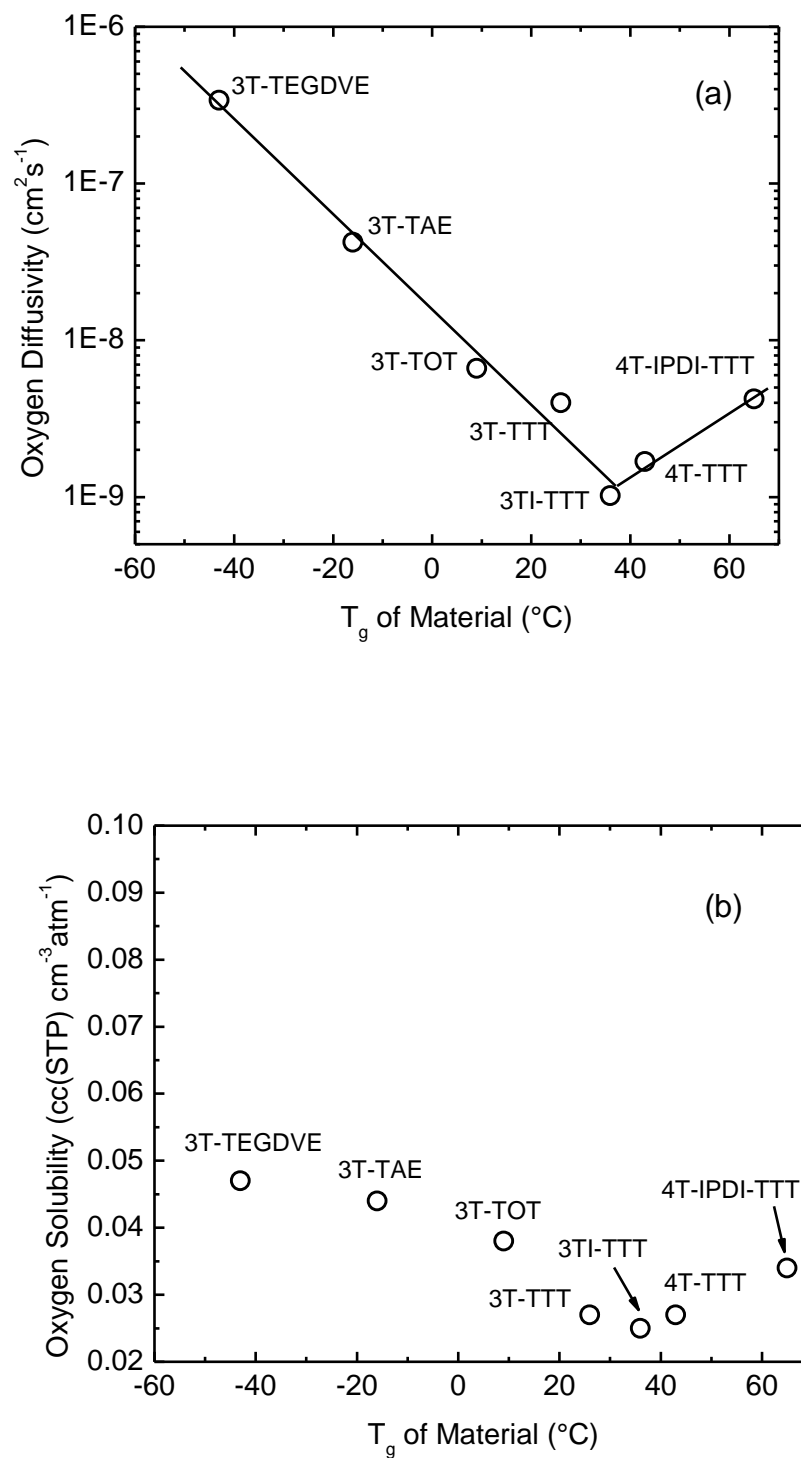 1E-6
(a)
3T-TEGDVE
1E-7
3T-TAE
Oxygen Diffusivity (cm²s⁻¹)
1E-8
3T-TOT
4T-IPDI-TTT
3T-TTT
4T-TTT
3TI-TTT
1E-9
-60 -40 -20 0 20 40 60
Tg of Material (°C)
0.10
(b)
0.09
0.08
0.07
0.06
Oxygen Solubility (cc(STP) cm⁻³atm⁻¹)
0.05
3T-TEGDVE
3T-TAE
4T-IPDI-TTT
3T-TOT
0.04
3TI-TTT
3T-TTT
4T-TTT
0.03
0.02
-60 -40 -20 0 20 40 60
Tg of Material (°C)